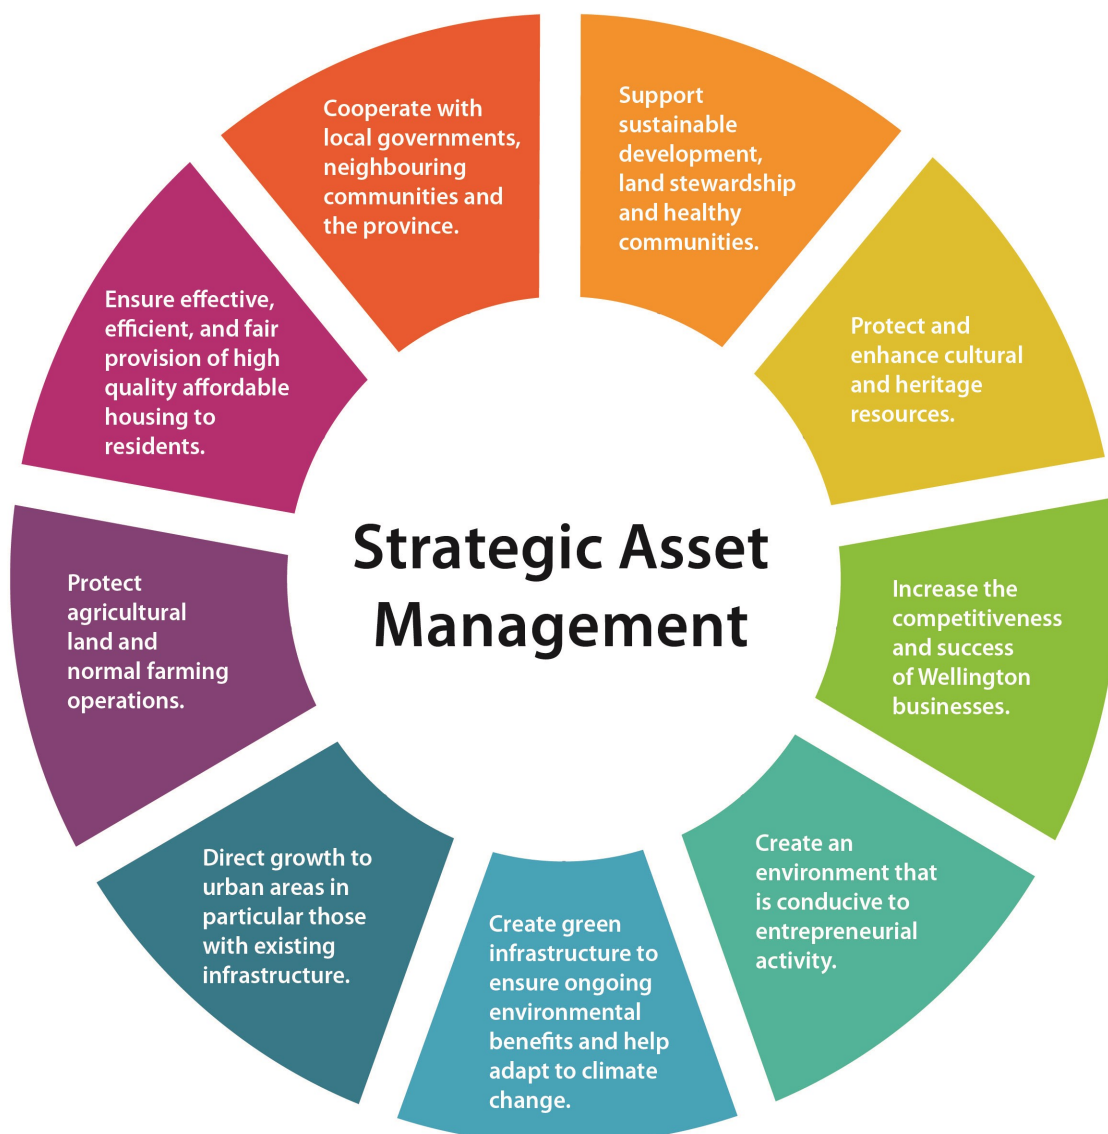 Strategic Asset
Management
Support
sustainable
development,
land stewardship
and healthy
communities.
Protect and
enhance cultural
and heritage
resources.
Increase the
competitiveness
and success
of Wellington
businesses.
Create an
environment that
is conducive to
entrepreneurial
activity.
Create green
infrastructure to
ensure ongoing
environmental
benefits and help
adapt to climate
change.
Direct growth to
urban areas in
particular those
with existing
infrastructure.
Protect
agricultural
land and
normal farming
operations.
Ensure effective,
efficient, and fair
provision of high
quality affordable
housing to
residents.
Cooperate with
local governments,
neighbouring
communities and
the province.